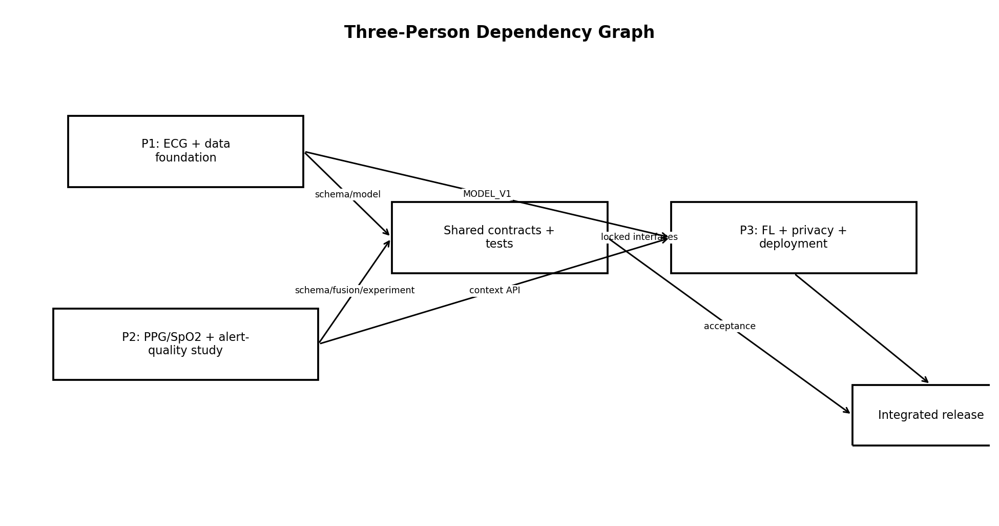 Three-Person Dependency Graph
P1: ECG + data
foundation
schema/model
MODEL_V1
Shared contracts +
tests
locked interfaces
P3: FL + privacy +
deployment
schema/fusion/experiment
context API
acceptance
P2: PPG/SpO2 + alert-
quality study
Integrated release